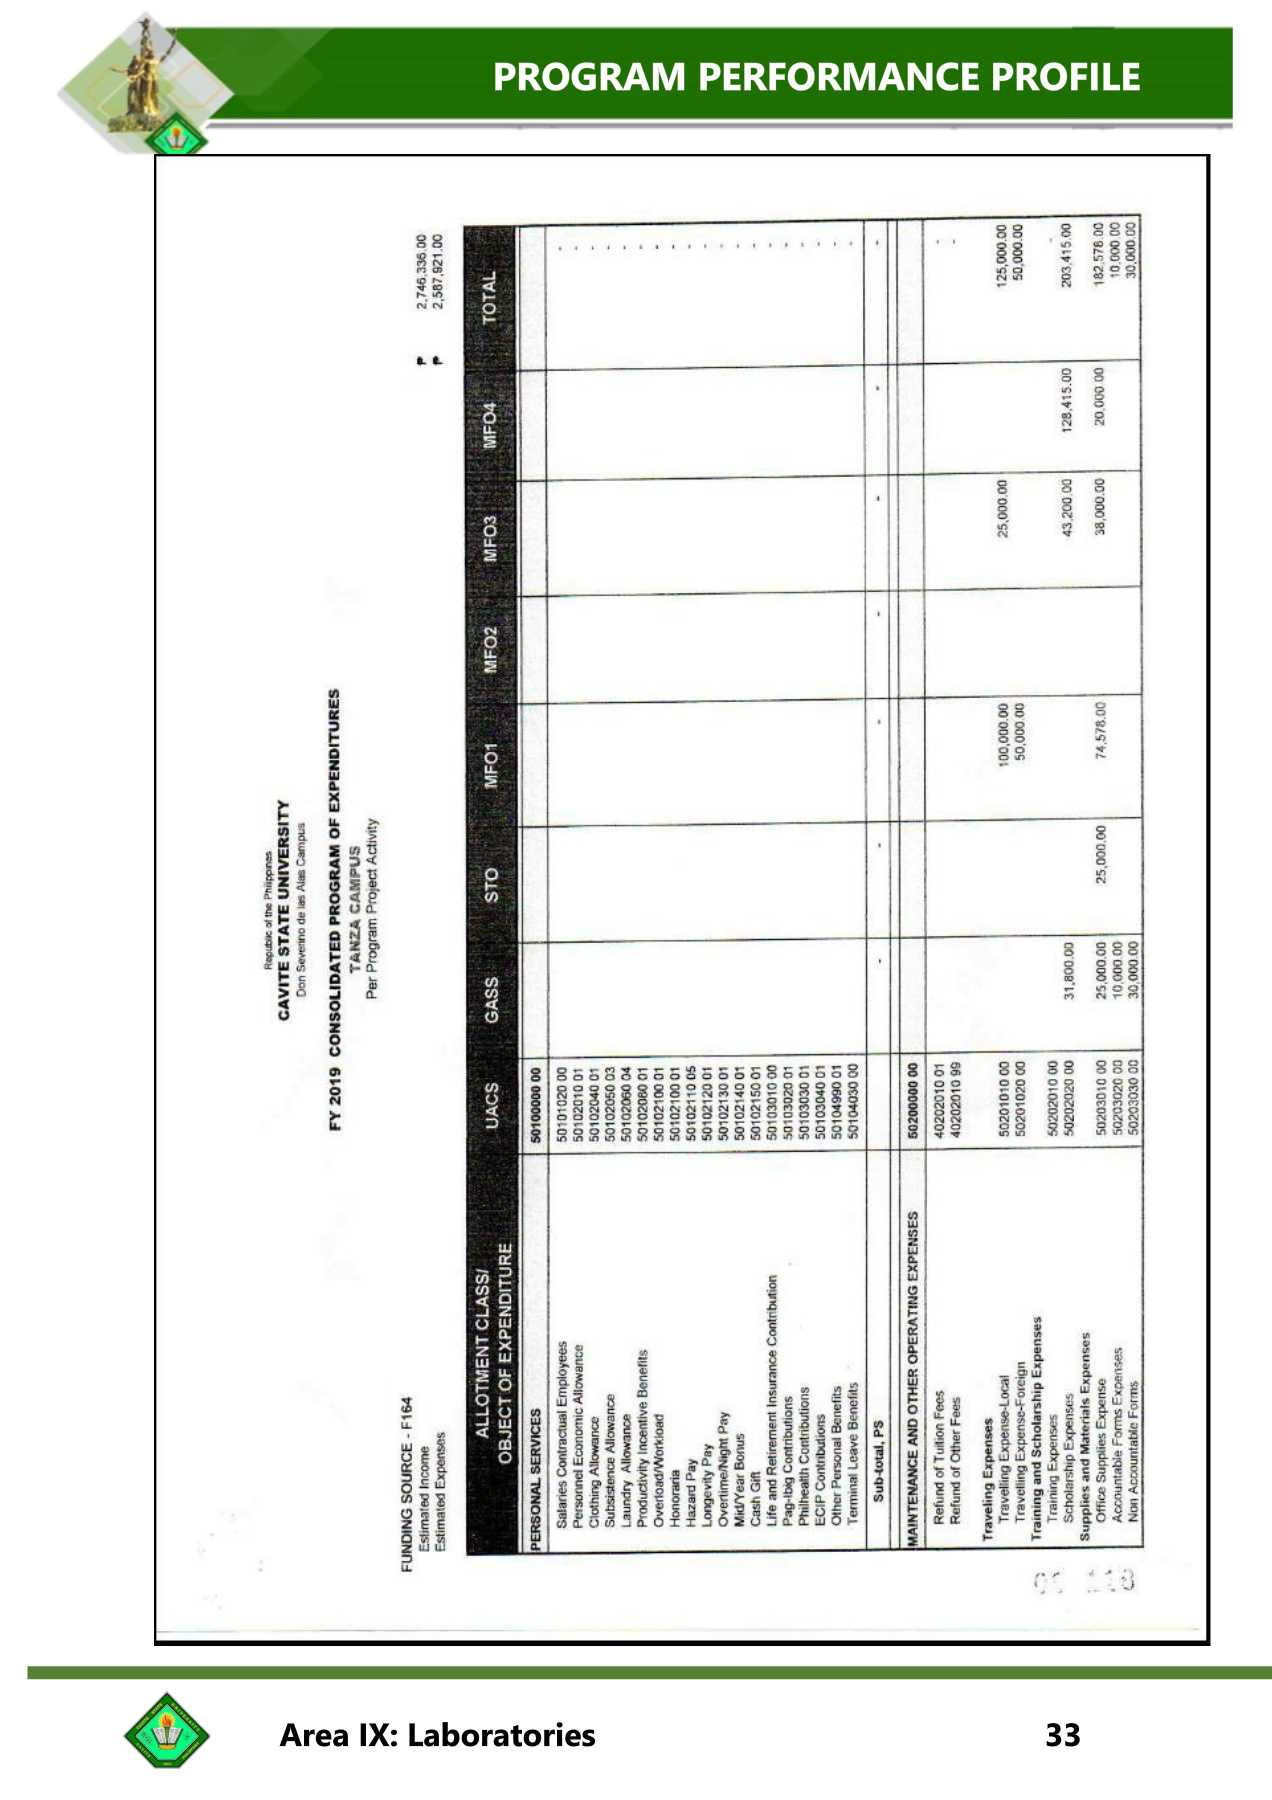 PROGRAM PERFORMANCE PROFILE
Republic of the Philippines
CAVITE STATE UNIVERSITY
Don Severino de las Alas Campus
FY 2019 CONSOLIDATED PROGRAM OF EXPENDITURES
TANZA CAMPUS
Per Program Project Activity
FUNDING SOURCE - F164
Estimated Income P 2,746,336.00
Estimated Expenses P 2,587,921.00
ALLOTMENT CLASS/ OBJECT OF EXPENDITURE UACS GASS STO MFO1 MFO2 MFO3 MFO4 TOTAL
PERSONAL SERVICES 50100000 00
Salaries Contractual Employees 50101020 00 -
Personnel Economic Allowance 50102010 01 -
Clothing Allowance 50102040 01 -
Subsistence Allowance 50102050 03 -
Laundry Allowance 50102060 04 -
Productivity Incentive Benefits 50102080 01 -
Overload/Workload 50102100 01 -
Honoraria 50102100 01 -
Hazard Pay 50102110 05 -
Longevity Pay 50102120 01 -
Overtime/Night Pay 50102130 01 -
Mid/Year Bonus 50102140 01 -
Cash Gift 50102150 01 -
Life and Retirement Insurance Contribution 50103010 00 -
Pag-Ibig Contributions 50103020 01 -
Philhealth Contributions 50103030 01 -
ECIP Contributions 50103040 01 -
Other Personal Benefits 50104990 01 -
Terminal Leave Benefits 50104030 00 -
Sub-total, PS - - - - - - -
MAINTENANCE AND OTHER OPERATING EXPENSES 50200000 00
Refund of Tuition Fees 40202010 01 -
Refund of Other Fees 40202010 99 -
Traveling Expenses
Travelling Expense-Local 50201010 00 100,000.00 25,000.00 125,000.00
Travelling Expense-Foreign 50201020 00 50,000.00 50,000.00
Training and Scholarship Expenses
Training Expenses 50202010 00 -
Scholarship Expenses 50202020 00 31,800.00 43,200.00 128,415.00 203,415.00
Supplies and Materials Expenses
Office Supplies Expense 50203010 00 25,000.00 25,000.00 74,578.00 38,000.00 20,000.00 182,578.00
Accountable Forms Expenses 50203020 00 10,000.00 10,000.00
Non Accountable Forms 50203030 00 30,000.00 30,000.00
118
Area IX: Laboratories 33